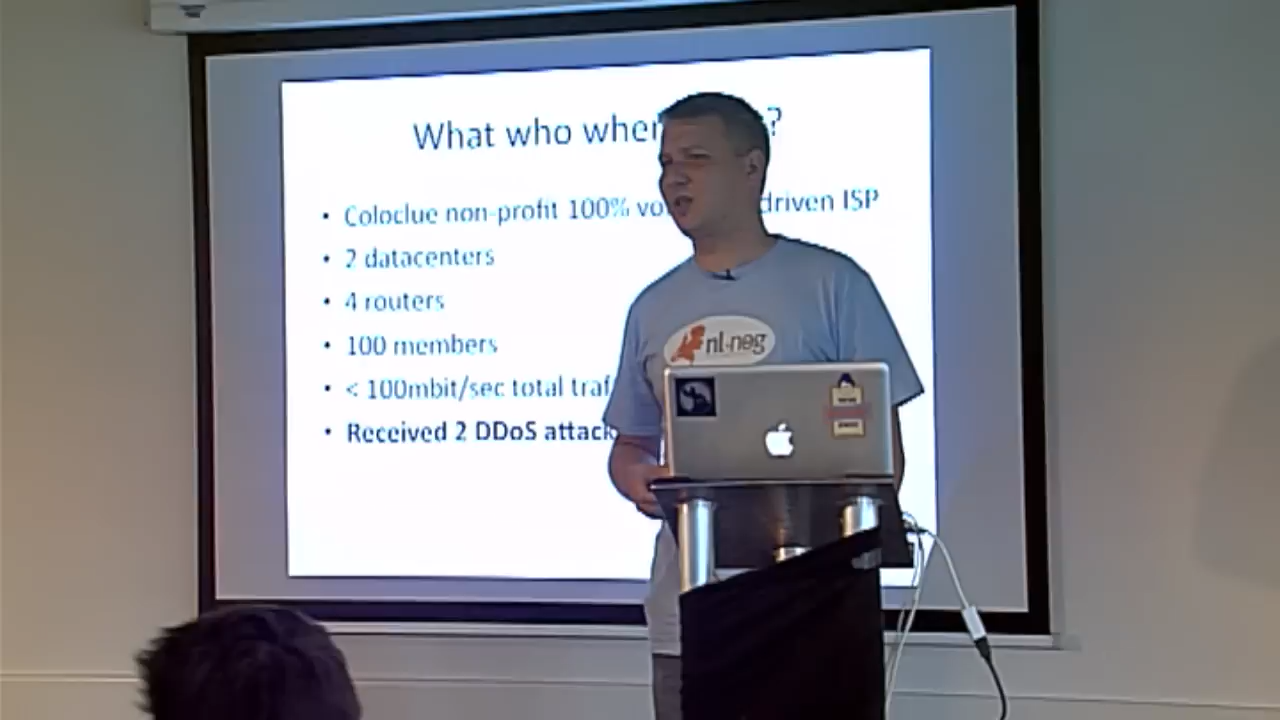 What who wher ?
• Coloclue non-profit 100% vo driven ISP
• 2 datacenters
• 4 routers
• 100 members
• < 100mbit/sec total traf
• Received 2 DDoS attack
nl-nog